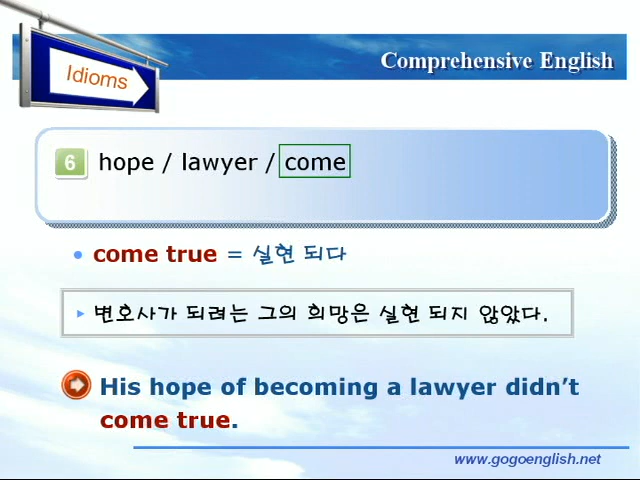 Idioms
Comprehensive English
6 hope / lawyer / come
• come true = 실현 되다
변호사가 되려는 그의 희망은 실현 되지 않았다.
His hope of becoming a lawyer didn’t
come true.
www.gogoenglish.net